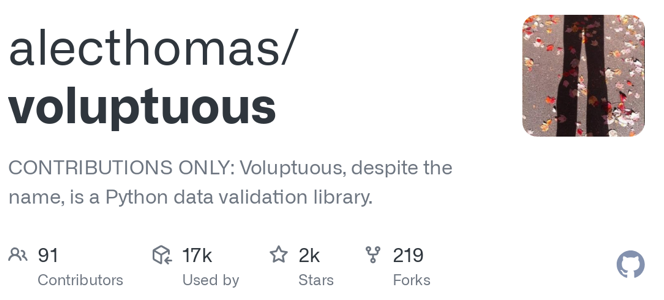 alecthomas/
voluptuous
CONTRIBUTIONS ONLY: Voluptuous, despite the
name, is a Python data validation library.
91 17k 2k 219
Contributors Used by Stars Forks